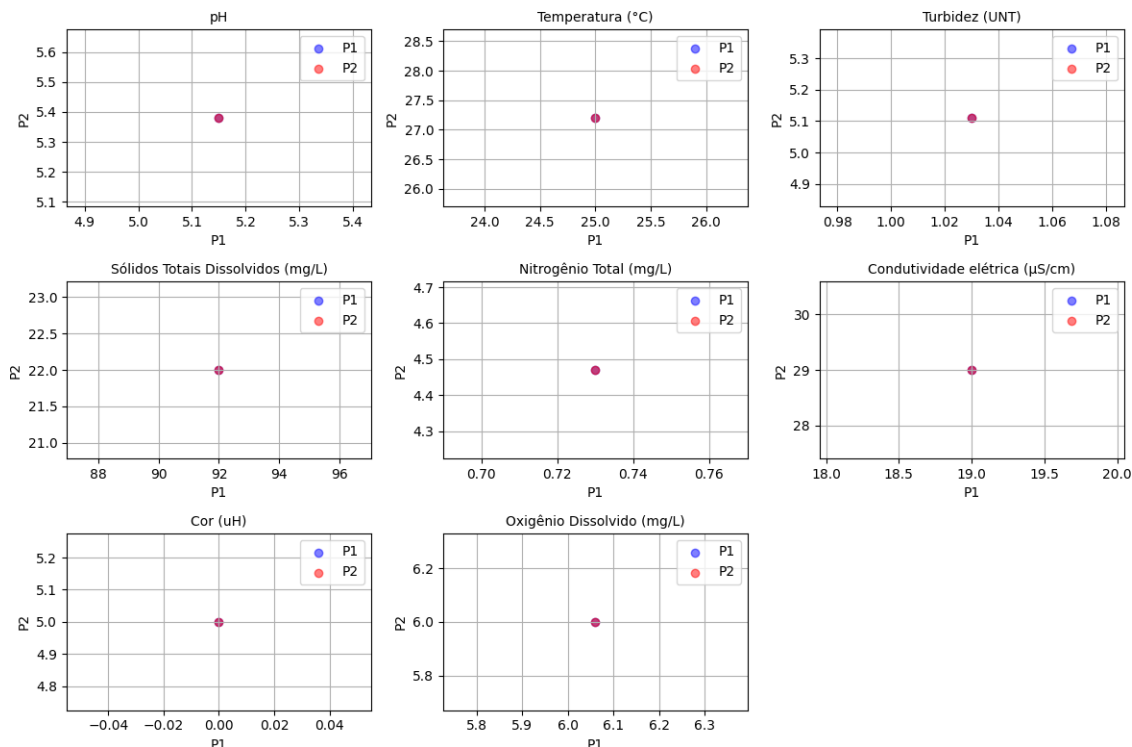 pH
P2
5.6
5.5
5.4
5.3
5.2
5.1
4.9 5.0 5.1 5.2 5.3 5.4
P1
P1
P2
Temperatura (°C)
P2
28.5
28.0
27.5
27.0
26.5
26.0
24.0 24.5 25.0 25.5 26.0
P1
P1
P2
Turbidez (UNT)
P2
5.3
5.2
5.1
5.0
4.9
0.98 1.00 1.02 1.04 1.06 1.08
P1
P1
P2
Sólidos Totais Dissolvidos (mg/L)
P2
23.0
22.5
22.0
21.5
21.0
88 90 92 94 96
P1
P1
P2
Nitrogênio Total (mg/L)
P2
4.7
4.6
4.5
4.4
4.3
0.70 0.72 0.74 0.76
P1
P1
P2
Condutividade elétrica (µS/cm)
P2
30
29
28
18.0 18.5 19.0 19.5 20.0
P1
P1
P2
Cor (uH)
P2
5.2
5.1
5.0
4.9
4.8
−0.04 −0.02 0.00 0.02 0.04
P1
P1
P2
Oxigênio Dissolvido (mg/L)
P2
6.2
6.0
5.8
5.8 5.9 6.0 6.1 6.2 6.3
P1
P1
P2